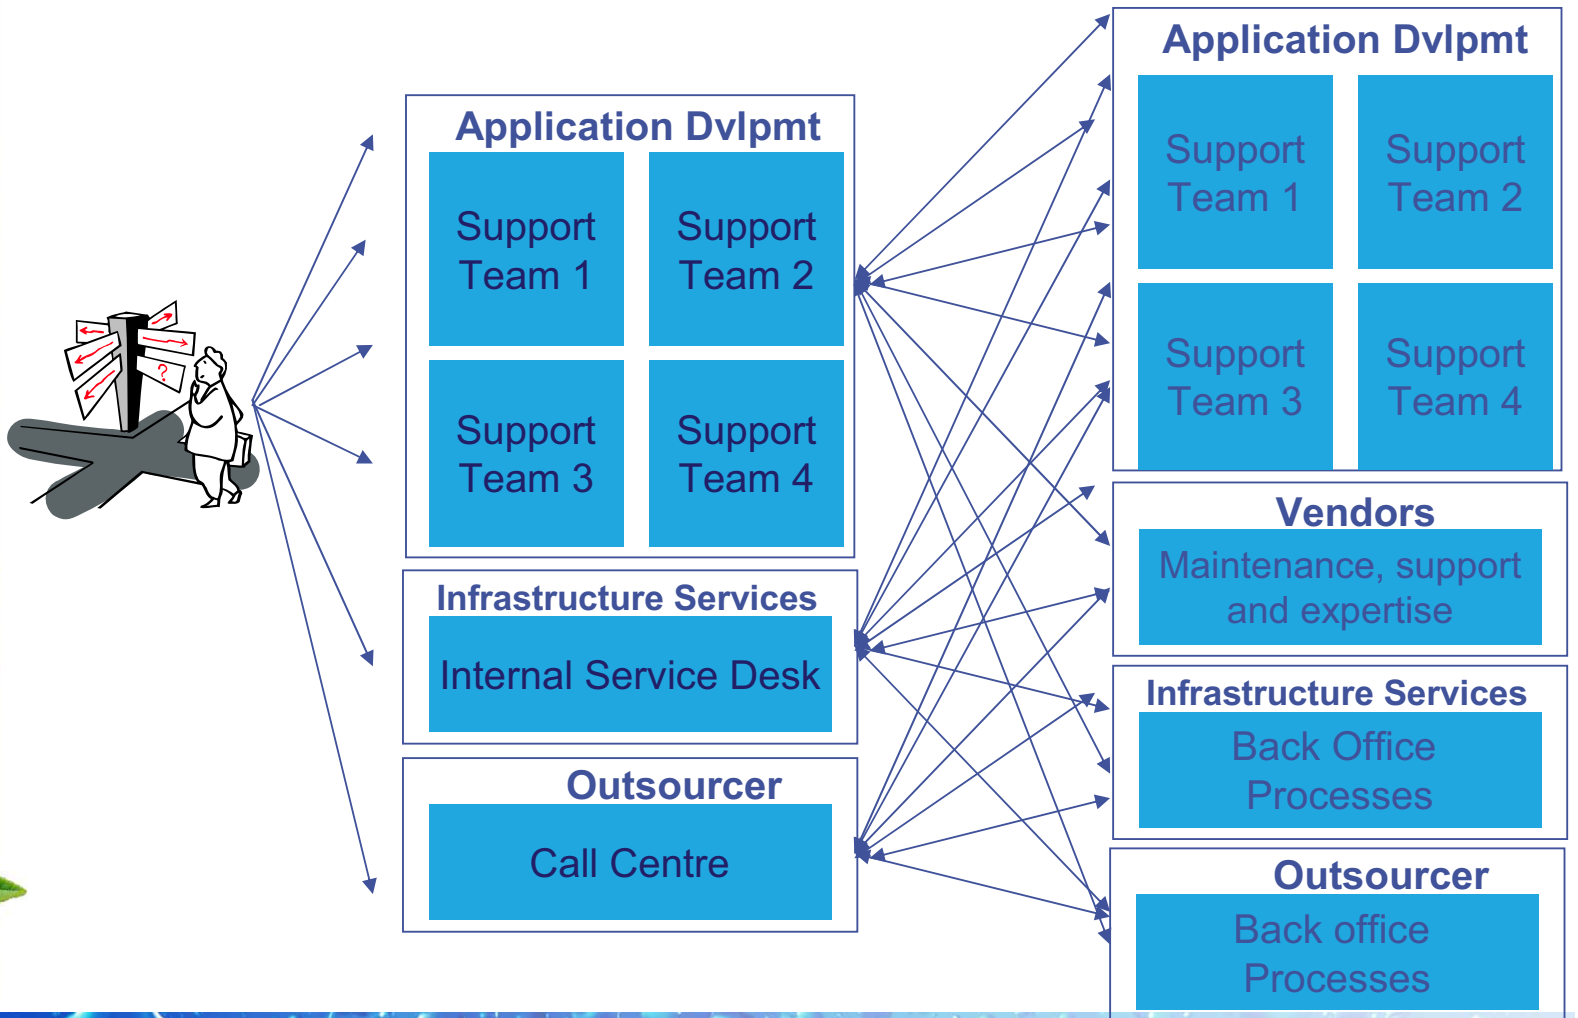 ?
Application Dvlpmt
Support
Team 1
Support
Team 2
Support
Team 3
Support
Team 4
Infrastructure Services
Internal Service Desk
Outsourcer
Call Centre
Application Dvlpmt
Support
Team 1
Support
Team 2
Support
Team 3
Support
Team 4
Vendors
Maintenance, support
and expertise
Infrastructure Services
Back Office
Processes
Outsourcer
Back office
Processes